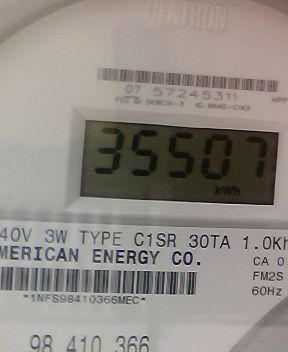 CENTRON®
07 57245311
35507
kWh
40V 3W TYPE C1SR 30TA 1.0Kh
MERICAN ENERGY CO.
CA 0.
FM2S
*1NFS98410366MEC*
60Hz
98 410 366